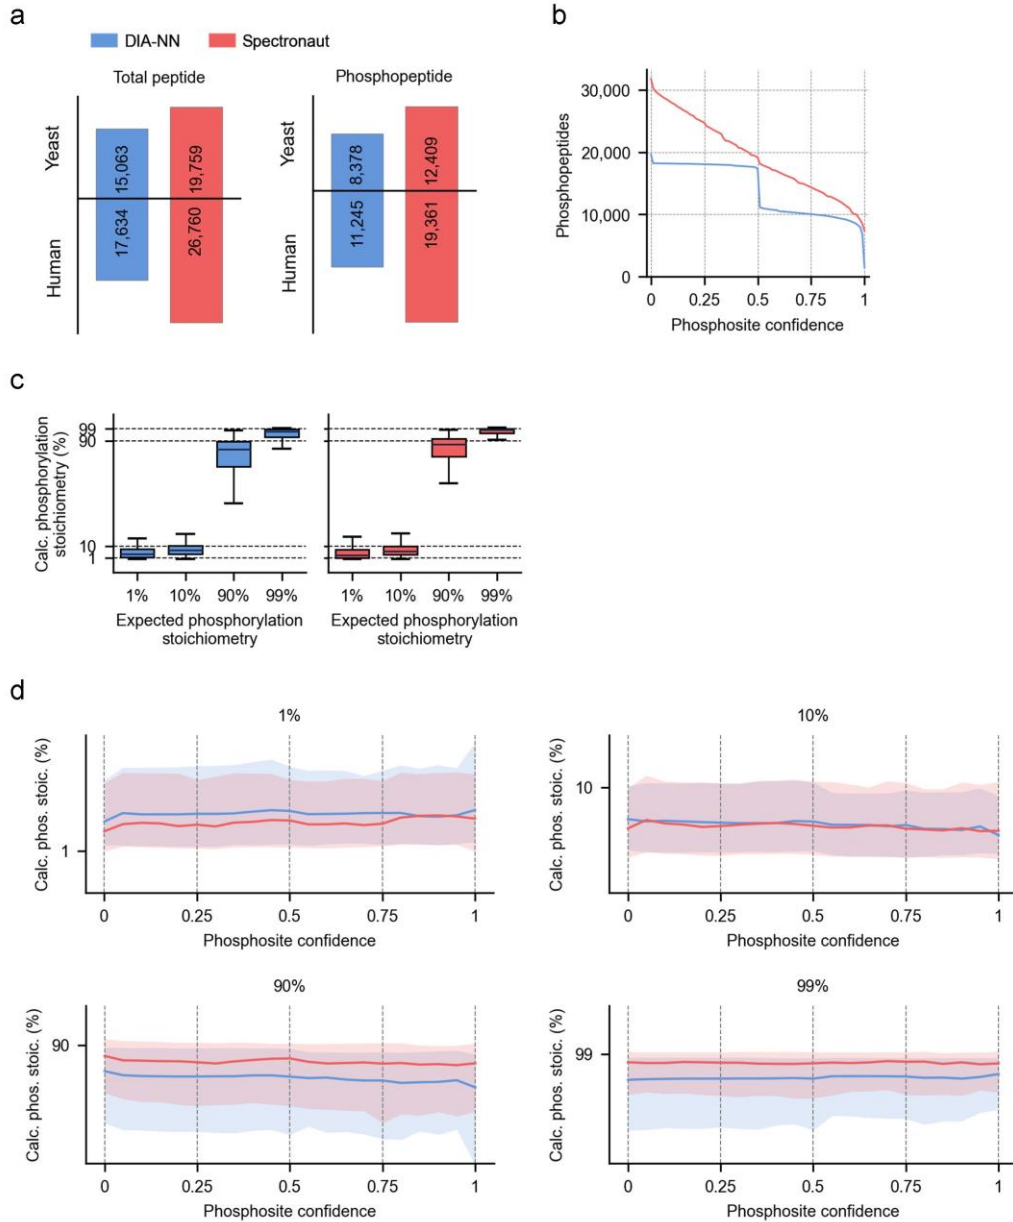 a
DIA-NN Spectronaut
Total peptide
Yeast
Human
15,063
19,759
17,634
26,760
Phosphopeptide
Yeast
Human
8,378
12,409
11,245
19,361
b
Phosphopeptides
30,000
20,000
10,000
0
0 0.25 0.5 0.75 1
Phosphosite confidence
c
Calc. phosphorylation
stoichiometry (%)
99
90
10
1
1% 10% 90% 99%
Expected phosphorylation
stoichiometry
1% 10% 90% 99%
Expected phosphorylation
stoichiometry
d
1%
Calc. phos. stoic. (%)
1
0 0.25 0.5 0.75 1
Phosphosite confidence
10%
Calc. phos. stoic. (%)
10
0 0.25 0.5 0.75 1
Phosphosite confidence
90%
Calc. phos. stoic. (%)
90
0 0.25 0.5 0.75 1
Phosphosite confidence
99%
Calc. phos. stoic. (%)
99
0 0.25 0.5 0.75 1
Phosphosite confidence